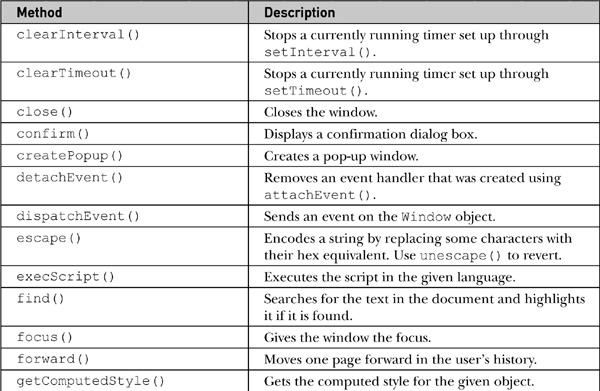 Method Description
clearInterval() Stops a currently running timer set up through
setInterval().
clearTimeout() Stops a currently running timer set up through
setTimeout().
close() Closes the window.
confirm() Displays a confirmation dialog box.
createPopup() Creates a pop-up window.
detachEvent() Removes an event handler that was created using
attachEvent().
dispatchEvent() Sends an event on the Window object.
escape() Encodes a string by replacing some characters with
their hex equivalent. Use unescape() to revert.
execScript() Executes the script in the given language.
find() Searches for the text in the document and highlights
it if it is found.
focus() Gives the window the focus.
forward() Moves one page forward in the user's history.
getComputedStyle() Gets the computed style for the given object.